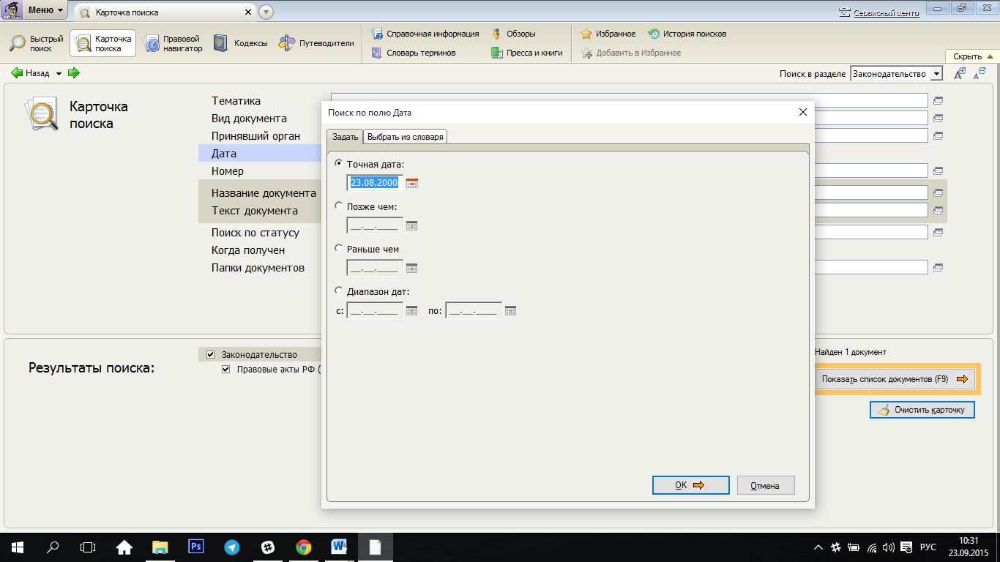 Меню
Карточка поиска
Сервисный центр
Быстрый
поиск
Карточка
поиска
Правовой
навигатор
Кодексы
Путеводители
Справочная информация
Обзоры
Словарь терминов
Пресса и книги
Избранное
История поисков
Добавить в Избранное
Скрыть
Назад
Поиск в разделе
Законодательство
Карточка
поиска
Тематика
Вид документа
Принявший орган
Дата
Номер
Название документа
Текст документа
Поиск по статусу
Когда получен
Папки документов
Поиск по полю Дата
Задать
Выбрать из словаря
Точная дата:
23.08.2000
Позже чем:
__.__.____
Раньше чем:
__.__.____
Диапазон дат:
с: __.__.____ по: __.__.____
OK
Отмена
Результаты поиска:
Законодательство
Правовые акты РФ (
Найден 1 документ
Показать список документов (F9)
Очистить карточку
Ps
W
РУС
10:31
23.09.2015